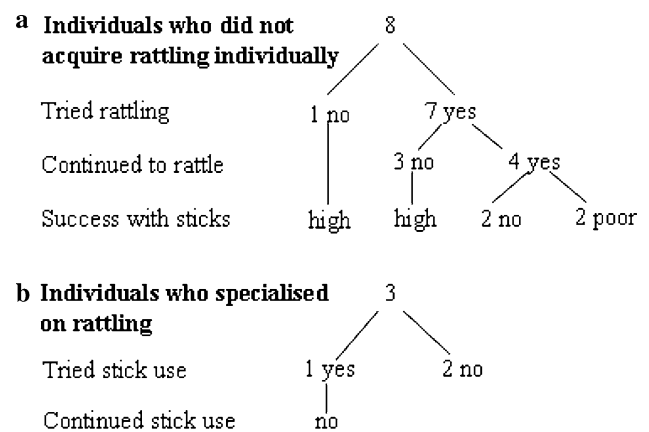 a Individuals who did not 8
acquire rattling individually
Tried rattling 1 no 7 yes
Continued to rattle 3 no 4 yes
Success with sticks high high 2 no 2 poor
b Individuals who specialised 3
on rattling
Tried stick use 1 yes 2 no
Continued stick use no